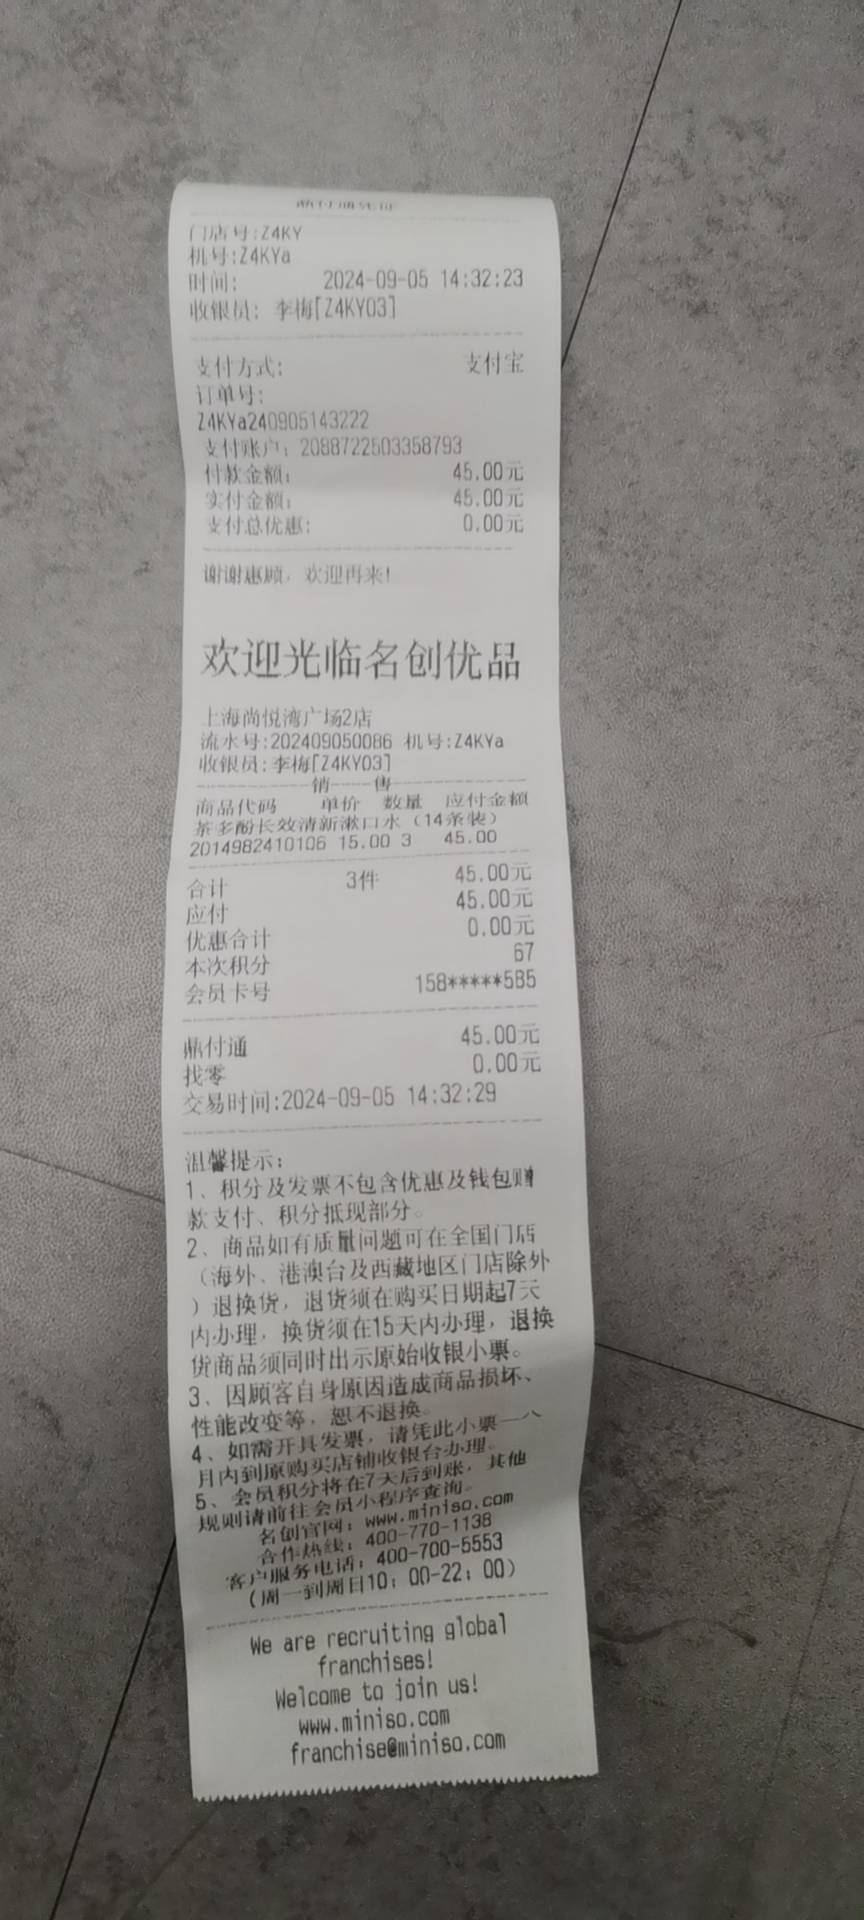 鼎付通凭证
门店号:Z4KY
机号:Z4KYa
时间: 2024-09-05 14:32:23
收银员: 李梅[Z4KY03]
支付方式: 支付宝
订单号:
Z4KYa240905143222
支付账户: 2088722503358793
付款金额: 45.00元
实付金额: 45.00元
支付总优惠: 0.00元
谢谢惠顾，欢迎再来!
欢迎光临名创优品
上海尚悦湾广场2店
流水号:202409050086 机号:Z4KYa
收银员:李梅[Z4KY03]
销 售
商品代码 单价 数量 应付金额
茶多酚长效清新漱口水（14条装）
2014982410106 15.00 3 45.00
合计 3件 45.00元
应付 45.00元
优惠合计 0.00元
本次积分 67
会员卡号 158*****585
鼎付通 45.00元
找零 0.00元
交易时间:2024-09-05 14:32:29
温馨提示:
1、积分及发票不包含优惠及钱包赠
款支付、积分抵现部分。
2、商品如有质量问题可在全国门店
（海外、港澳台及西藏地区门店除外
）退换货，退货须在购买日期起7天
内办理，换货须在15天内办理，退换
货商品须同时出示原始收银小票。
3、因顾客自身原因造成商品损坏、
性能改变等，恕不退换。
4、如需开具发票，请凭此小票一个
月内到原购买店铺收银台办理。
5、会员积分将在7天后到账，其他
规则请前往会员小程序查询。
名创官网: www.miniso.com
合作热线: 400-770-1138
客户服务电话: 400-700-5553
(周一到周日10: 00-22: 00)
We are recruiting global
franchises!
Welcome to join us!
www.miniso.com
franchise@miniso.com